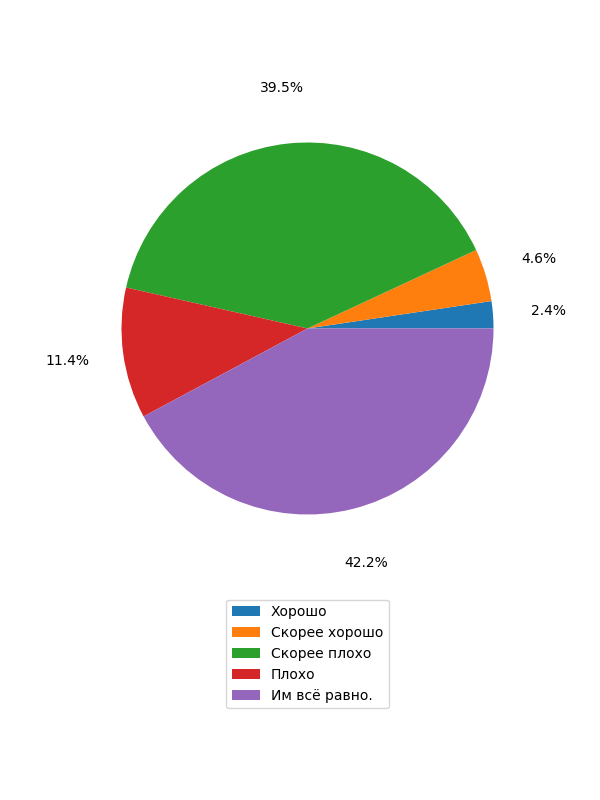 39.5%
4.6%
2.4%
11.4%
42.2%
Хорошо
Скорее хорошо
Скорее плохо
Плохо
Им всё равно.